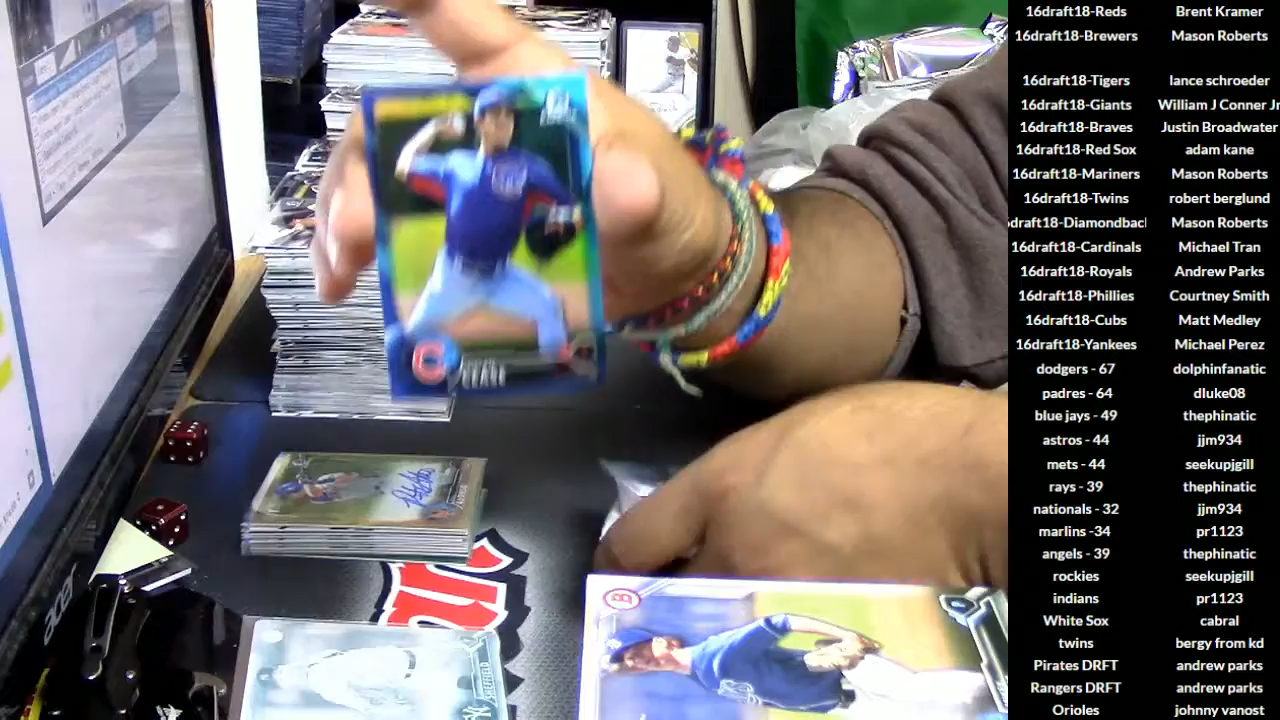 16draft18-Reds Brent Kramer
16draft18-Brewers Mason Roberts
16draft18-Tigers lance schroeder
16draft18-Giants William J Conner Jr
16draft18-Braves Justin Broadwater
16draft18-Red Sox adam kane
16draft18-Mariners Mason Roberts
16draft18-Twins robert berglund
draft18-Diamondbac Mason Roberts
16draft18-Cardinals Michael Tran
16draft18-Royals Andrew Parks
16draft18-Phillies Courtney Smith
16draft18-Cubs Matt Medley
16draft18-Yankees Michael Perez
dodgers - 67 dolphinfanatic
padres - 64 dluke08
blue jays - 49 thephinatic
astros - 44 jjm934
mets - 44 seekupjgill
rays - 39 thephinatic
nationals - 32 jjm934
marlins -34 pr1123
angels - 39 thephinatic
rockies seekupjgill
indians pr1123
White Sox cabral
twins bergy from kd
Pirates DRFT andrew parks
Rangers DRFT andrew parks
Orioles johnny vanost
acer
B
SHEFFIELD